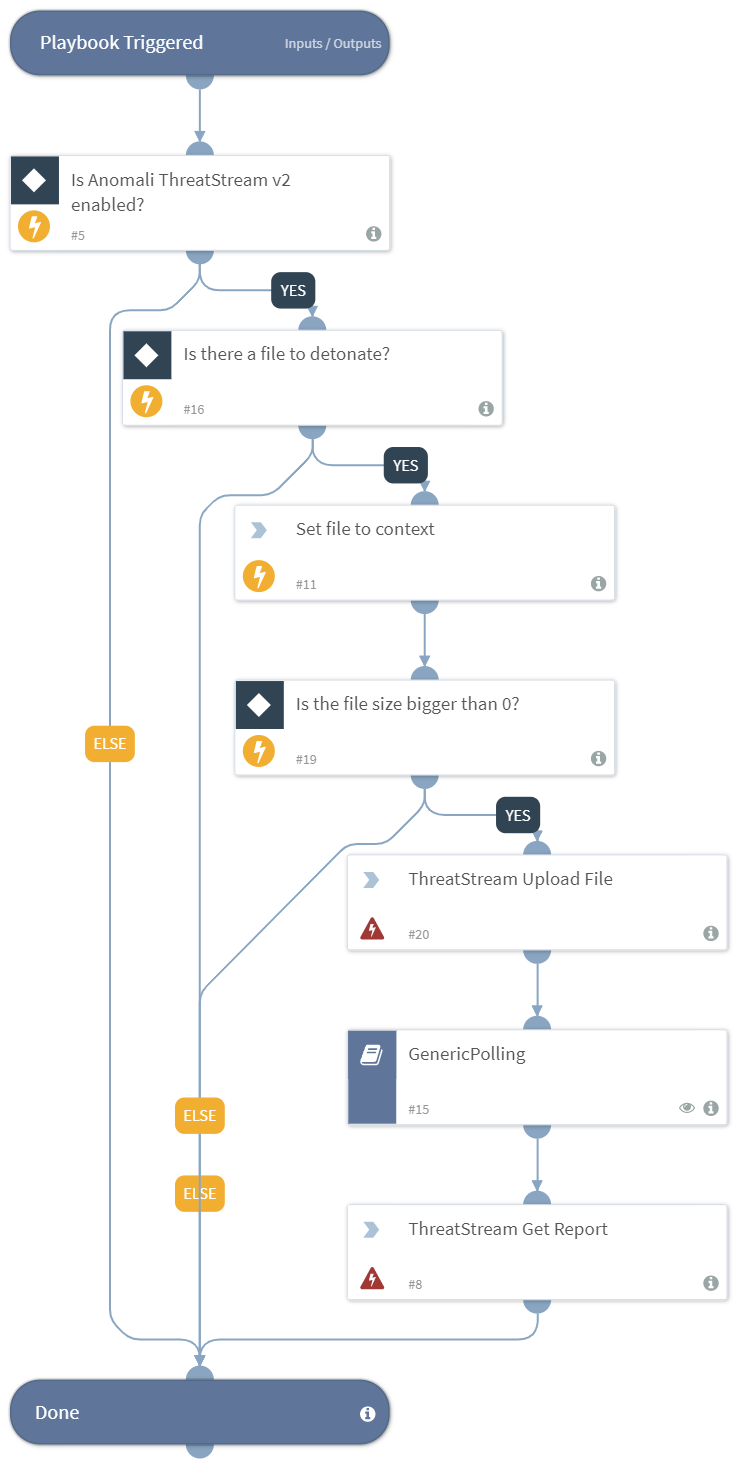 Playbook Triggered Inputs / Outputs
Is Anomali ThreatStream v2
enabled?
#5
YES
Is there a file to detonate?
#16
YES
Set file to context
#11
Is the file size bigger than 0?
#19
ELSE
YES
ThreatStream Upload File
#20
GenericPolling
#15
ELSE
ELSE
ThreatStream Get Report
#8
Done